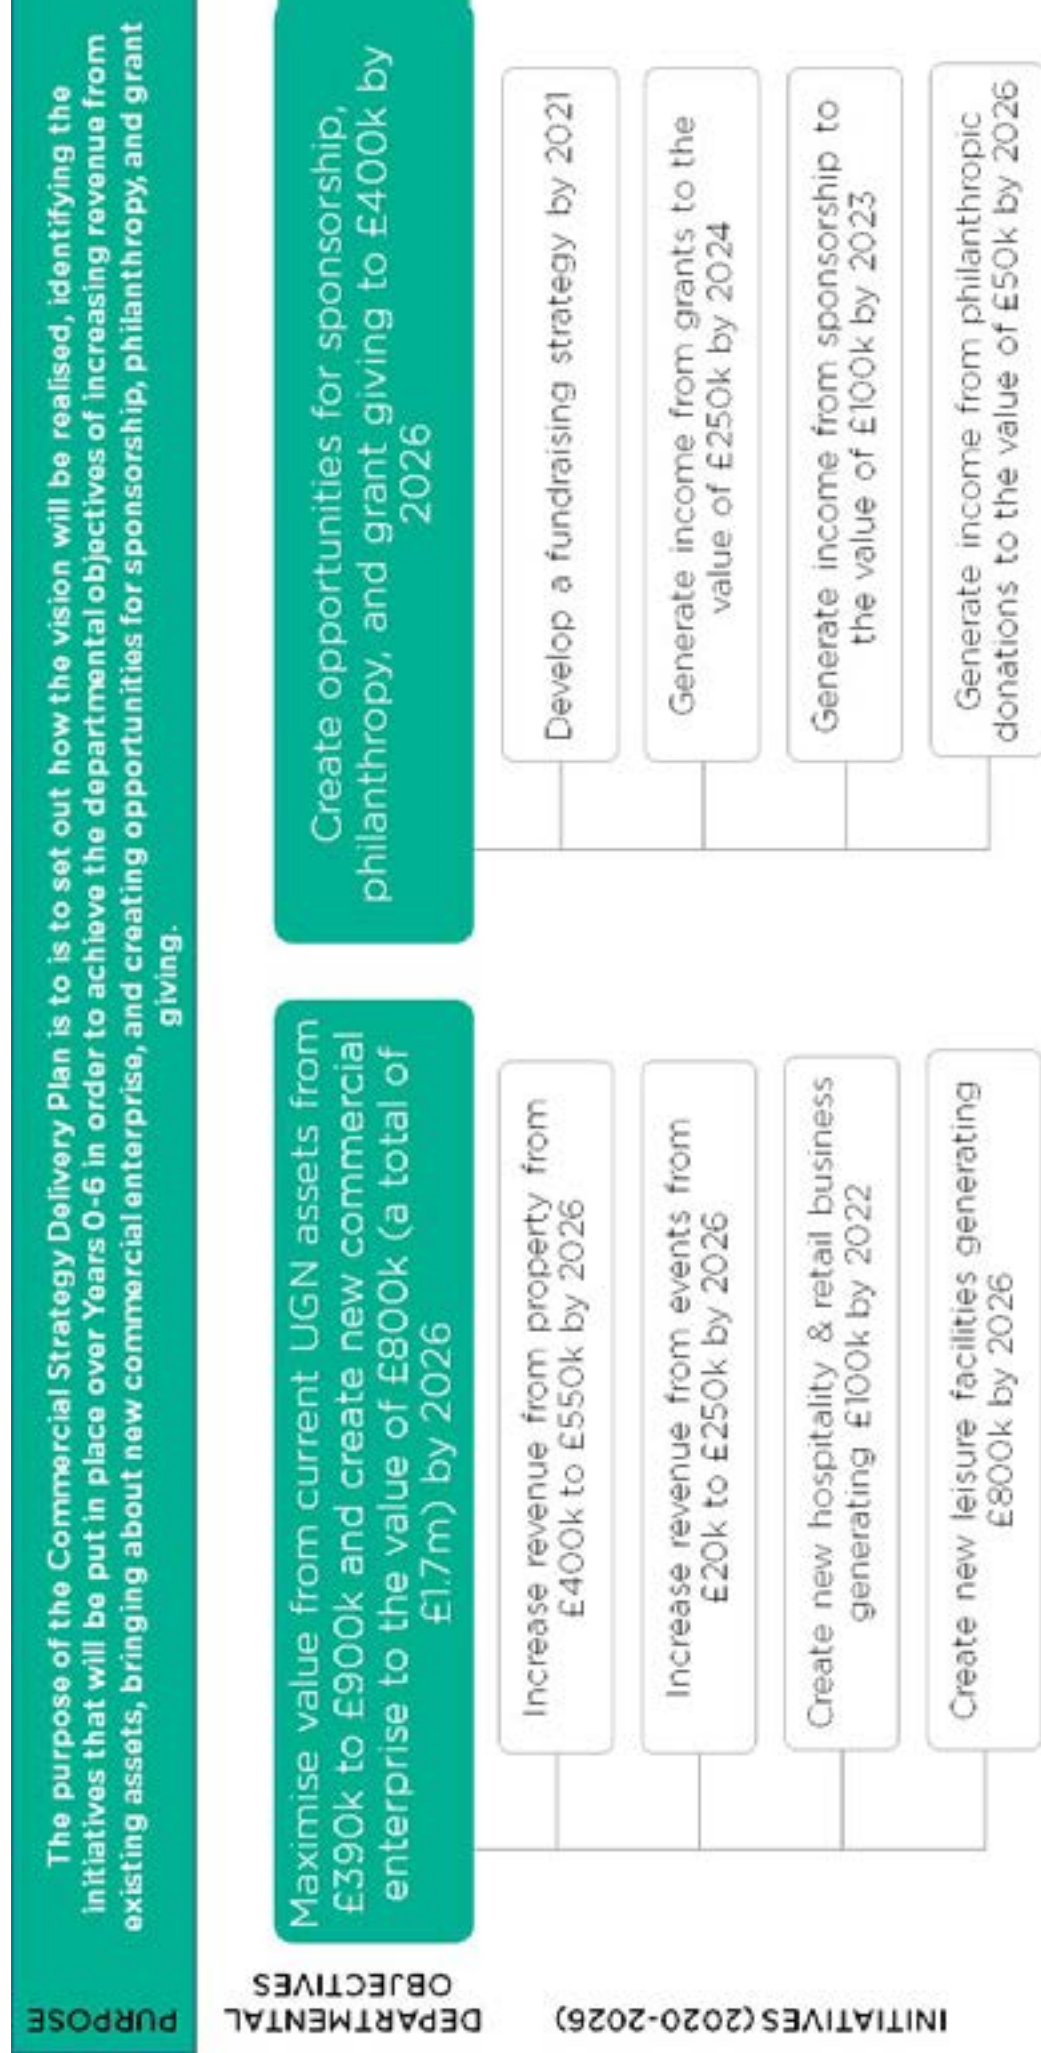 PURPOSE
The purpose of the Commercial Strategy Delivery Plan is to is to set out how the vision will be realised, identifying the
initiatives that will be put in place over Years 0-6 in order to achieve the departmental objectives of increasing revenue from
existing assets, bringing about new commercial enterprise, and creating opportunities for sponsorship, philanthropy, and grant
giving.
DEPARTMENTAL
OBJECTIVES
Maximise value from current UGN assets from
£390k to £900k and create new commercial
enterprise to the value of £800k (a total of
£1.7m) by 2026
Create opportunities for sponsorship,
philanthropy, and grant giving to £400k by
2026
INITIATIVES (2020-2026)
Increase revenue from property from
£400k to £550k by 2026
Increase revenue from events from
£20k to £250k by 2026
Create new hospitality & retail business
generating £100k by 2022
Create new leisure facilities generating
£800k by 2026
Develop a fundraising strategy by 2021
Generate income from grants to the
value of £250k by 2024
Generate income from sponsorship to
the value of £100k by 2023
Generate income from philanthropic
donations to the value of £50k by 2026